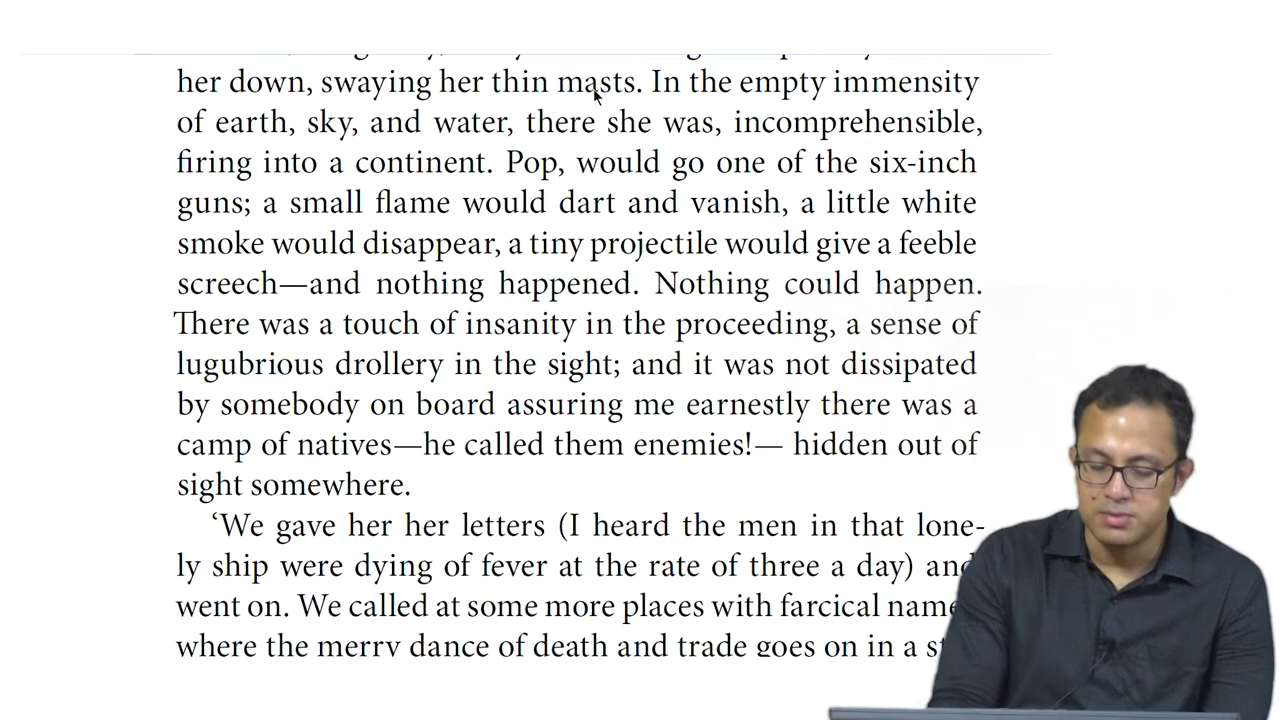 her down, swaying her thin masts. In the empty immensity
of earth, sky, and water, there she was, incomprehensible,
firing into a continent. Pop, would go one of the six-inch
guns; a small flame would dart and vanish, a little white
smoke would disappear, a tiny projectile would give a feeble
screech—and nothing happened. Nothing could happen.
There was a touch of insanity in the proceeding, a sense of
lugubrious drollery in the sight; and it was not dissipated
by somebody on board assuring me earnestly there was a
camp of natives—he called them enemies!— hidden out of
sight somewhere.
‘We gave her her letters (I heard the men in that lone-
ly ship were dying of fever at the rate of three a day) and
went on. We called at some more places with farcical
where the merry dance of death and trade goes on in a